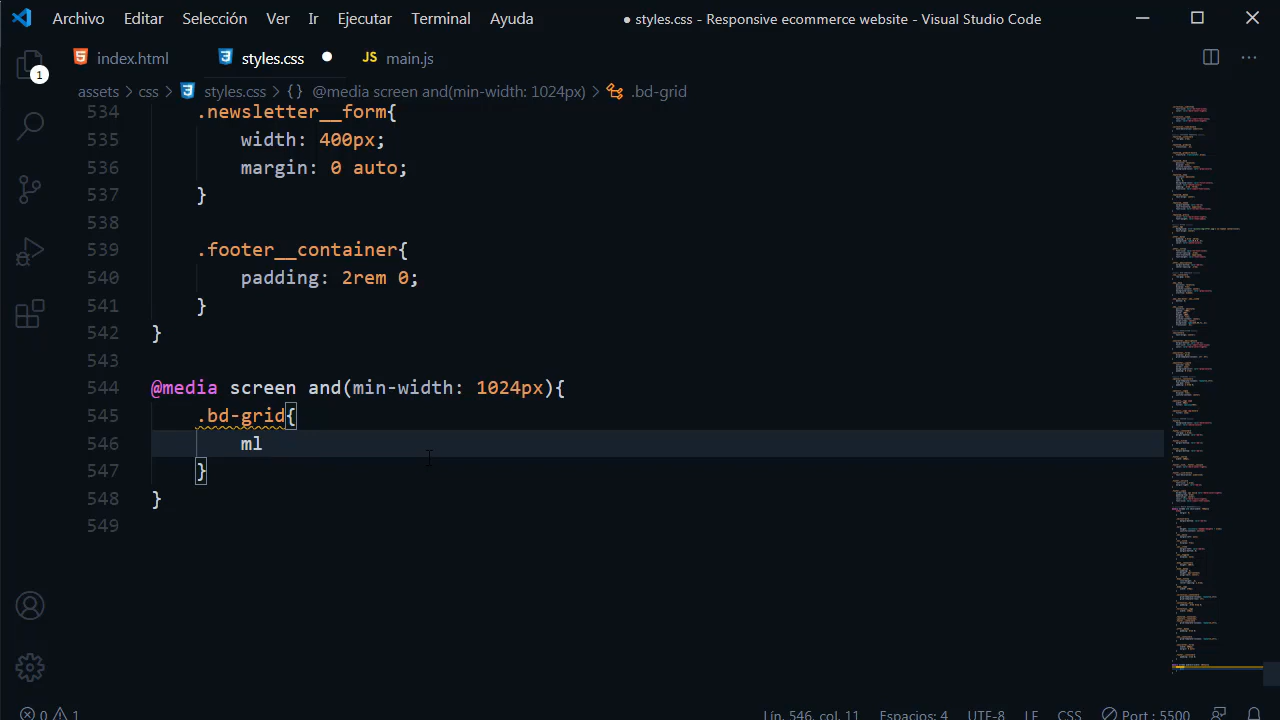 Archivo Editar Selección Ver Ir Ejecutar Terminal Ayuda ● styles.css - Responsive ecommerce website - Visual Studio Code
index.html styles.css JS main.js
1
assets > css > styles.css > {} @media screen and(min-width: 1024px) > .bd-grid
534 .newsletter__form{
535 width: 400px;
536 margin: 0 auto;
537 }
538
539 .footer__container{
540 padding: 2rem 0;
541 }
542 }
543
544 @media screen and(min-width: 1024px){
545 .bd-grid{
546 ml
547 }
548 }
549
0 1 Lín. 546, col. 11 Espacios: 4 UTF-8 LF CSS Port : 5500